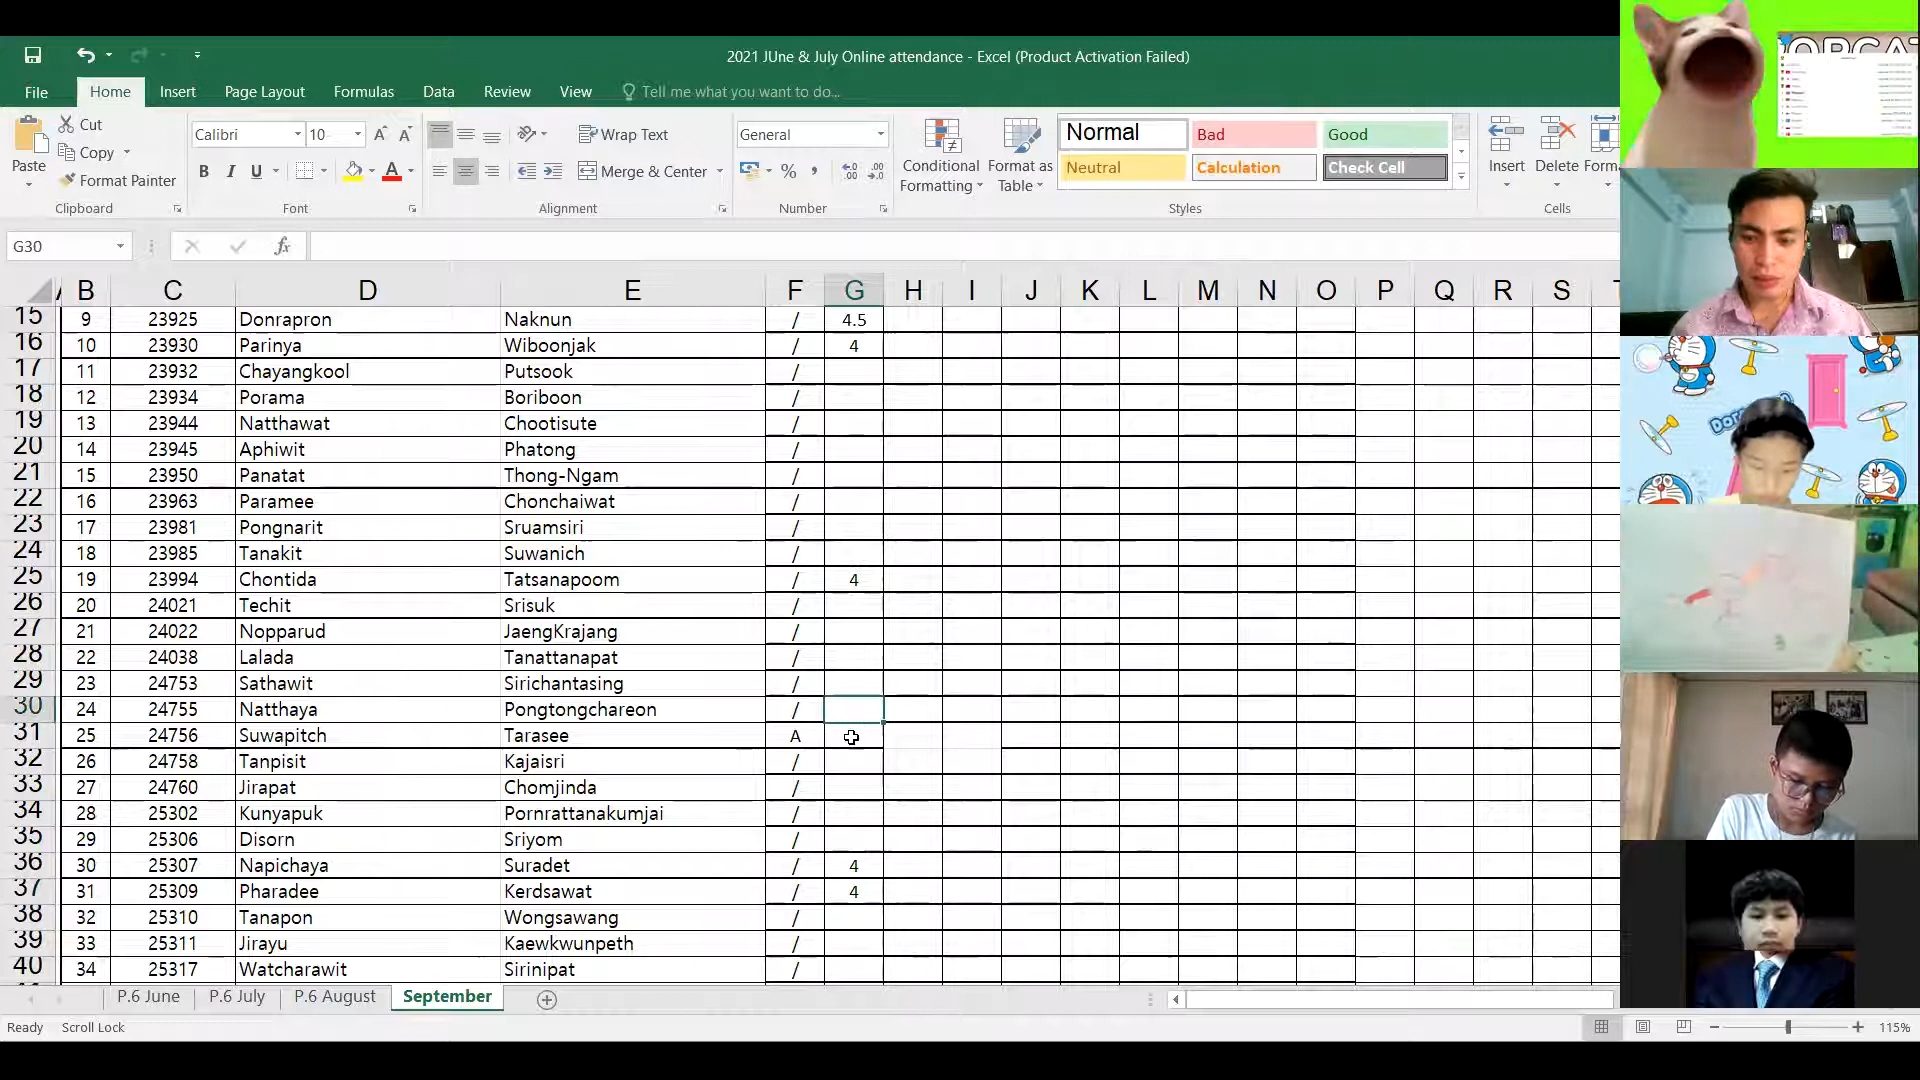 2021 JUne & July Online attendance - Excel (Product Activation Failed)
File Home Insert Page Layout Formulas Data Review View Tell me what you want to do...
Paste
Cut
Copy
Format Painter
Calibri 10
Wrap Text
Merge & Center
General
Conditional Formatting
Format as Table
Normal Bad Good
Neutral Calculation Check Cell
Insert Delete
Clipboard Font Alignment Number Styles Cells
G30
B C D E F G H I J K L M N O P Q R S
15 9 23925 Donrapron Naknun / 4.5
16 10 23930 Parinya Wiboonjak / 4
17 11 23932 Chayangkool Putsook /
18 12 23934 Porama Boriboon /
19 13 23944 Natthawat Chootisute /
20 14 23945 Aphiwit Phatong /
21 15 23950 Panatat Thong-Ngam /
22 16 23963 Paramee Chonchaiwat /
23 17 23981 Pongnarit Sruamsiri /
24 18 23985 Tanakit Suwanich /
25 19 23994 Chontida Tatsanapoom / 4
26 20 24021 Techit Srisuk /
27 21 24022 Nopparud JaengKrajang /
28 22 24038 Lalada Tanattanapat /
29 23 24753 Sathawit Sirichantasing /
30 24 24755 Natthaya Pongtongchareon /
31 25 24756 Suwapitch Tarasee A
32 26 24758 Tanpisit Kajaisri /
33 27 24760 Jirapat Chomjinda /
34 28 25302 Kunyapuk Pornrattanakumjai /
35 29 25306 Disorn Sriyom /
36 30 25307 Napichaya Suradet / 4
37 31 25309 Pharadee Kerdsawat / 4
38 32 25310 Tanapon Wongsawang /
39 33 25311 Jirayu Kaewkwunpeth /
40 34 25317 Watcharawit Sirinipat /
P.6 June P.6 July P.6 August September
Ready Scroll Lock 115%